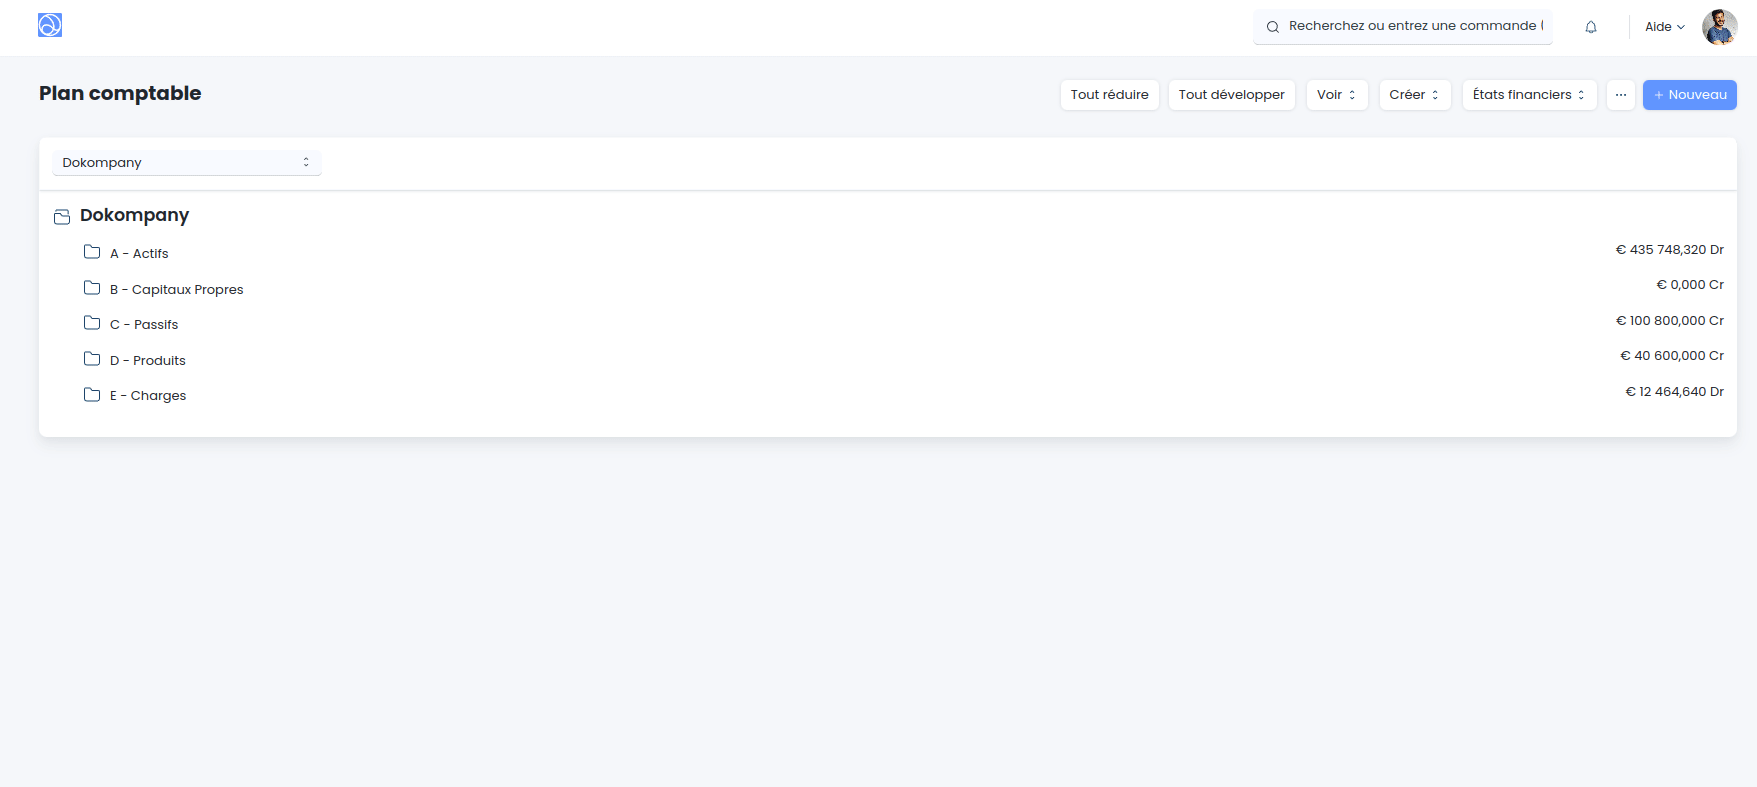 Recherchez ou entrez une commande (
Aide
Plan comptable
Tout réduire
Tout développer
Voir
Créer
États financiers
...
+ Nouveau
Dokompany
Dokompany
A - Actifs € 435 748,320 Dr
B - Capitaux Propres € 0,000 Cr
C - Passifs € 100 800,000 Cr
D - Produits € 40 600,000 Cr
E - Charges € 12 464,640 Dr